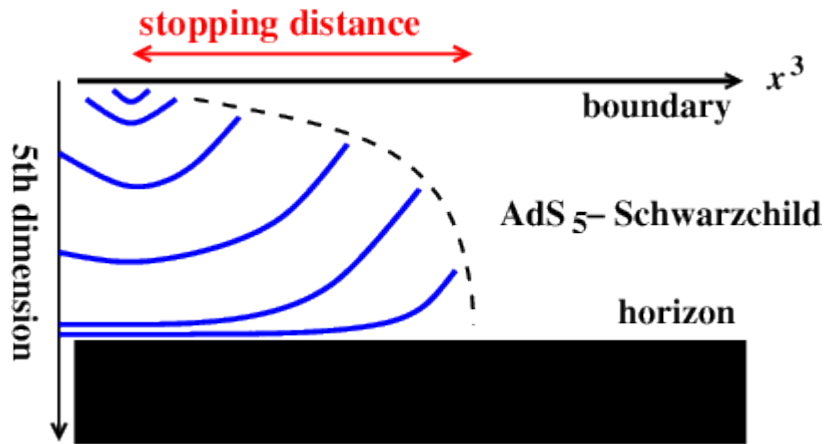 stopping distance
x³
boundary
5th dimension
AdS₅– Schwarzchild
horizon